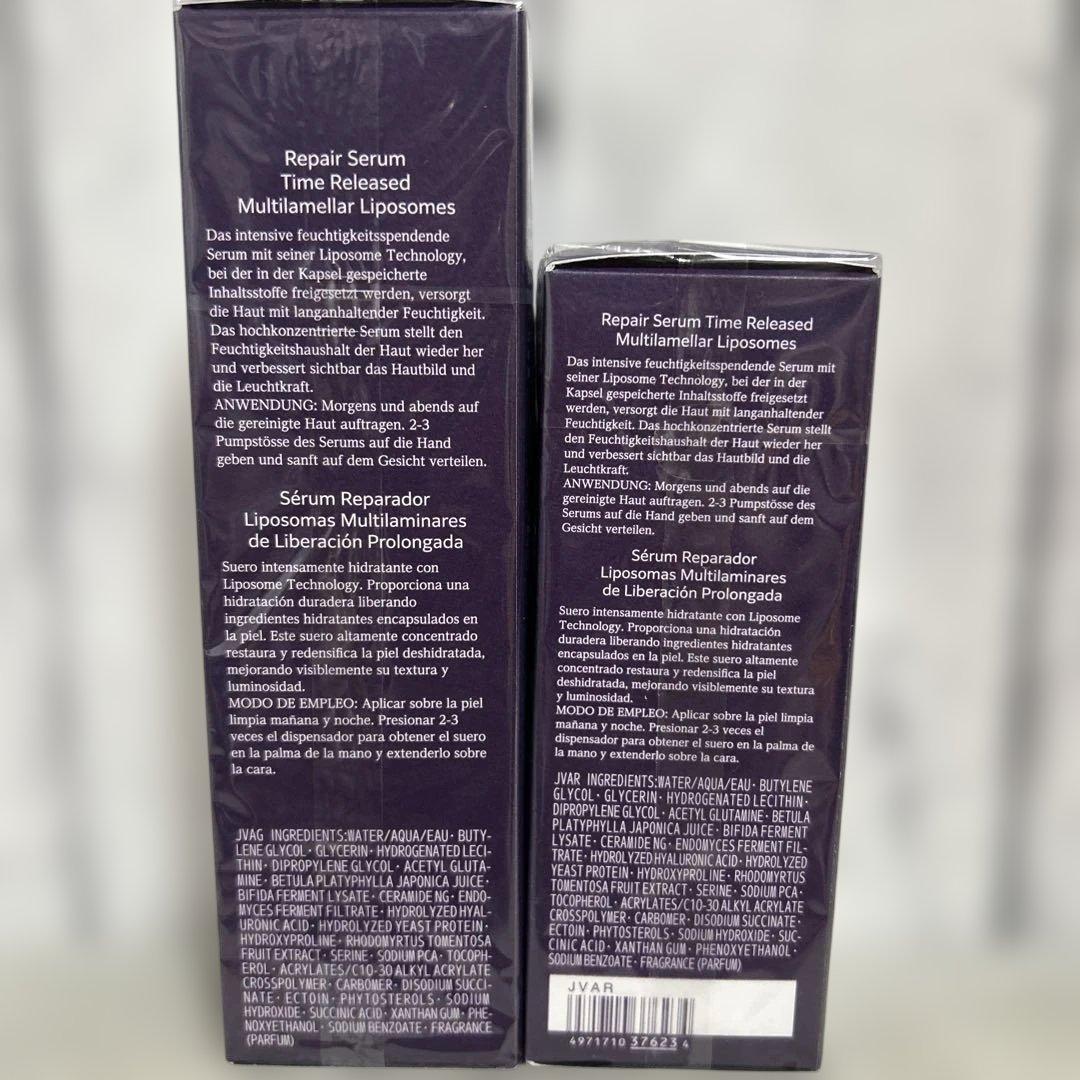 Repair Serum
Time Released
Multilamellar Liposomes
Das intensive feuchtigkeitsspendende
Serum mit seiner Liposome Technology,
bei der in der Kapsel gespeicherte
Inhaltsstoffe freigesetzt werden, versorgt
die Haut mit langanhaltender Feuchtigkeit.
Das hochkonzentrierte Serum stellt den
Feuchtigkeitshaushalt der Haut wieder her
und verbessert sichtbar das Hautbild und
die Leuchtkraft.
ANWENDUNG: Morgens und abends auf
die gereinigte Haut auftragen. 2-3
Pumpstösse des Serums auf die Hand
geben und sanft auf dem Gesicht verteilen.
Sérum Reparador
Liposomas Multilaminares
de Liberación Prolongada
Suero intensamente hidratante con
Liposome Technology. Proporciona una
hidratación duradera liberando
ingredientes hidratantes encapsulados en
la piel. Este suero altamente concentrado
restaura y redensifica la piel deshidratada,
mejorando visiblemente su textura y
luminosidad.
MODO DE EMPLEO: Aplicar sobre la piel
limpia mañana y noche. Presionar 2-3
veces el dispensador para obtener el suero
en la palma de la mano y extenderlo sobre
la cara.
JVAG INGREDIENTS:WATER/AQUA/EAU · BUTY-
LENE GLYCOL · GLYCERIN · HYDROGENATED LECI-
THIN · DIPROPYLENE GLYCOL · ACETYL GLUTA-
MINE · BETULA PLATYPHYLLA JAPONICA JUICE ·
BIFIDA FERMENT LYSATE · CERAMIDE NG · ENDO-
MYCES FERMENT FILTRATE · HYDROLYZED HYAL-
URONIC ACID · HYDROLYZED YEAST PROTEIN ·
HYDROXYPROLINE · RHODOMYRTUS TOMENTOSA
FRUIT EXTRACT · SERINE · SODIUM PCA · TOCOPH-
EROL · ACRYLATES/C10-30 ALKYL ACRYLATE
CROSSPOLYMER · CARBOMER · DISODIUM SUCCI-
NATE · ECTOIN · PHYTOSTEROLS · SODIUM
HYDROXIDE · SUCCINIC ACID · XANTHAN GUM · PHE-
NOXYETHANOL · SODIUM BENZOATE · FRAGRANCE
(PARFUM)
Repair Serum Time Released
Multilamellar Liposomes
Das intensive feuchtigkeitsspendende Serum mit
seiner Liposome Technology, bei der in der
Kapsel gespeicherte Inhaltsstoffe freigesetzt
werden, versorgt die Haut mit langanhaltender
Feuchtigkeit. Das hochkonzentrierte Serum stellt
den Feuchtigkeitshaushalt der Haut wieder her
und verbessert sichtbar das Hautbild und die
Leuchtkraft.
ANWENDUNG: Morgens und abends auf die
gereinigte Haut auftragen. 2-3 Pumpstösse des
Serums auf die Hand geben und sanft auf dem
Gesicht verteilen.
Sérum Reparador
Liposomas Multilaminares
de Liberación Prolongada
Suero intensamente hidratante con Liposome
Technology. Proporciona una hidratación
duradera liberando ingredientes hidratantes
encapsulados en la piel. Este suero altamente
concentrado restaura y redensifica la piel
deshidratada, mejorando visiblemente su textura
y luminosidad.
MODO DE EMPLEO: Aplicar sobre la piel limpia
mañana y noche. Presionar 2-3 veces el
dispensador para obtener el suero en la palma de
la mano y extenderlo sobre la cara.
JVAR INGREDIENTS:WATER/AQUA/EAU · BUTYLENE
GLYCOL · GLYCERIN · HYDROGENATED LECITHIN ·
DIPROPYLENE GLYCOL · ACETYL GLUTAMINE · BETULA
PLATYPHYLLA JAPONICA JUICE · BIFIDA FERMENT
LYSATE · CERAMIDE NG · ENDOMYCES FERMENT FIL-
TRATE · HYDROLYZED HYALURONIC ACID · HYDROLYZED
YEAST PROTEIN · HYDROXYPROLINE · RHODOMYRTUS
TOMENTOSA FRUIT EXTRACT · SERINE · SODIUM PCA ·
TOCOPHEROL · ACRYLATES/C10-30 ALKYL ACRYLATE
CROSSPOLYMER · CARBOMER · DISODIUM SUCCINATE ·
ECTOIN · PHYTOSTEROLS · SODIUM HYDROXIDE · SUC-
CINIC ACID · XANTHAN GUM · PHENOXYETHANOL ·
SODIUM BENZOATE · FRAGRANCE (PARFUM)
JVAR
4971710 37623 4